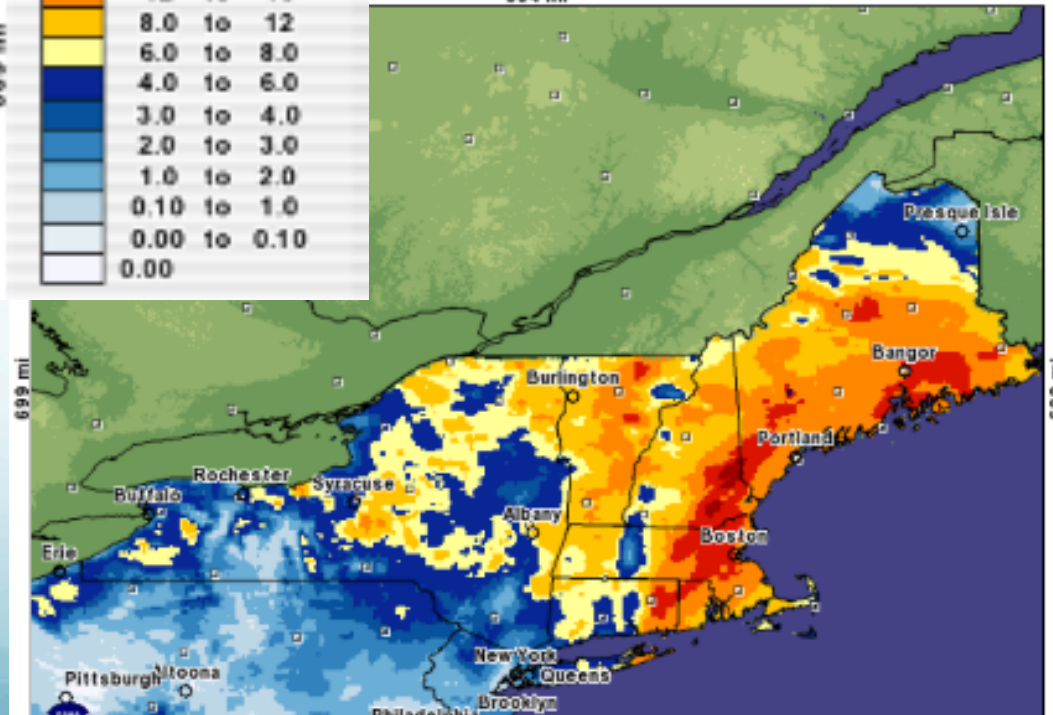 8.0 to 12
6.0 to 8.0
4.0 to 6.0
3.0 to 4.0
2.0 to 3.0
1.0 to 2.0
0.10 to 1.0
0.00 to 0.10
0.00
Presque Isle
699 mi
Bangor
Burlington
Portland
Rochester
Syracuse
Buffalo
Albany
Boston
Erie
New York
Queens
Pittsburgh
Altoona
Brooklyn
Philadelphia